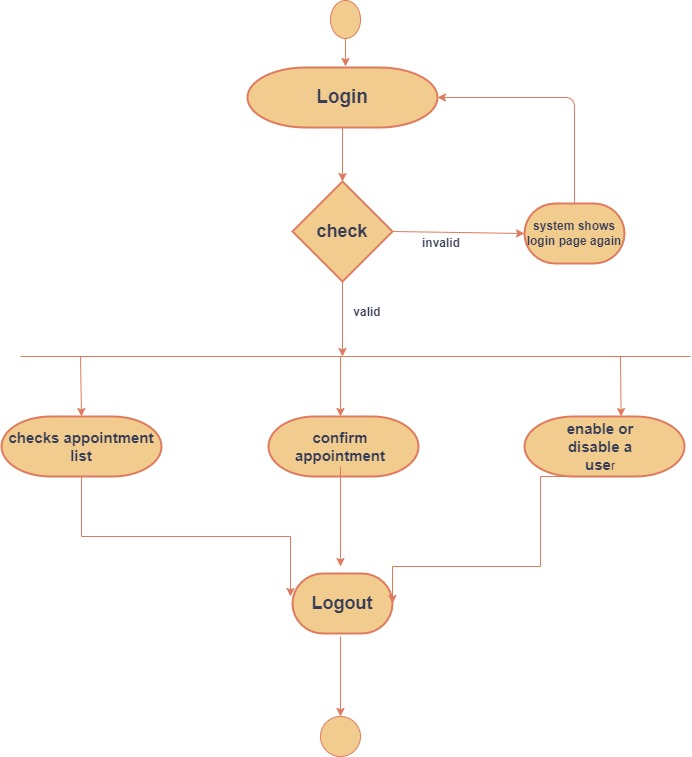 Login
check
invalid
system shows
login page again
valid
checks appointment
list
confirm
appointment
enable or
disable a
user
Logout